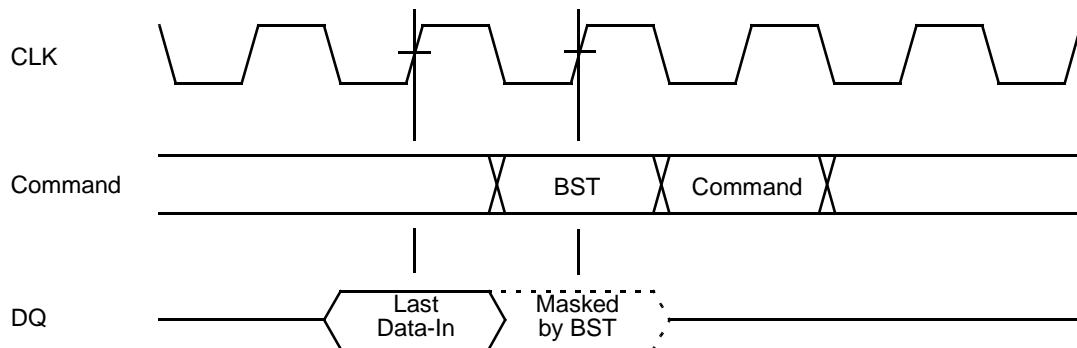 CLK
Command
BST
Command
DQ
Last
Data-In
Masked
by BST